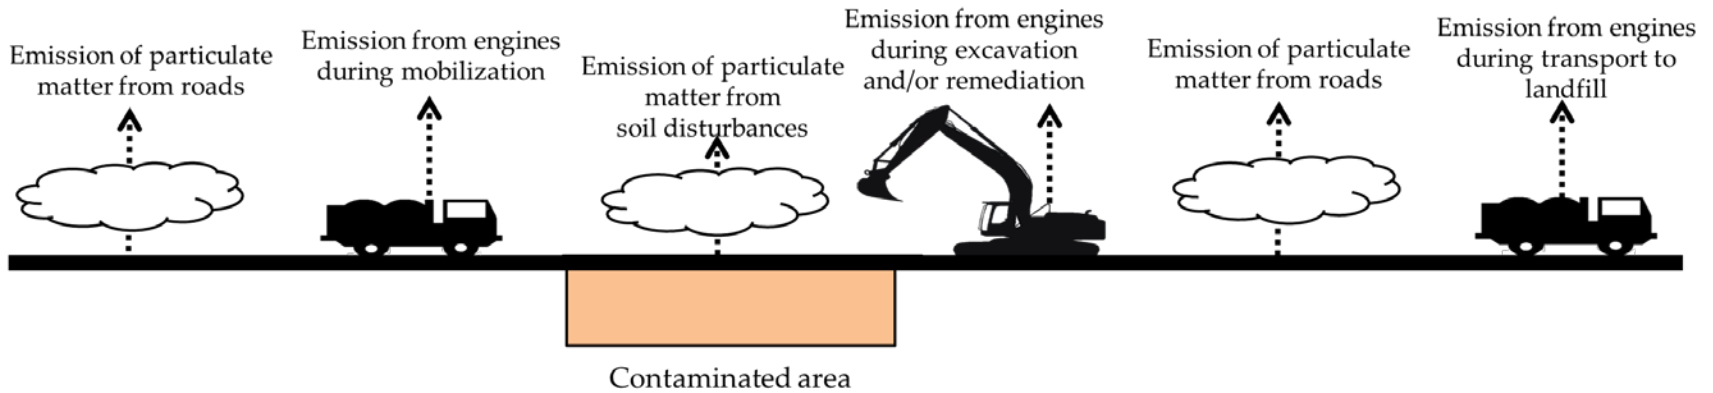 Emission of particulate
matter from roads
Emission from engines
during mobilization
Emission of particulate
matter from
soil disturbances
Emission from engines
during excavation
and/or remediation
Emission of particulate
matter from roads
Emission from engines
during transport to
landfill
Contaminated area